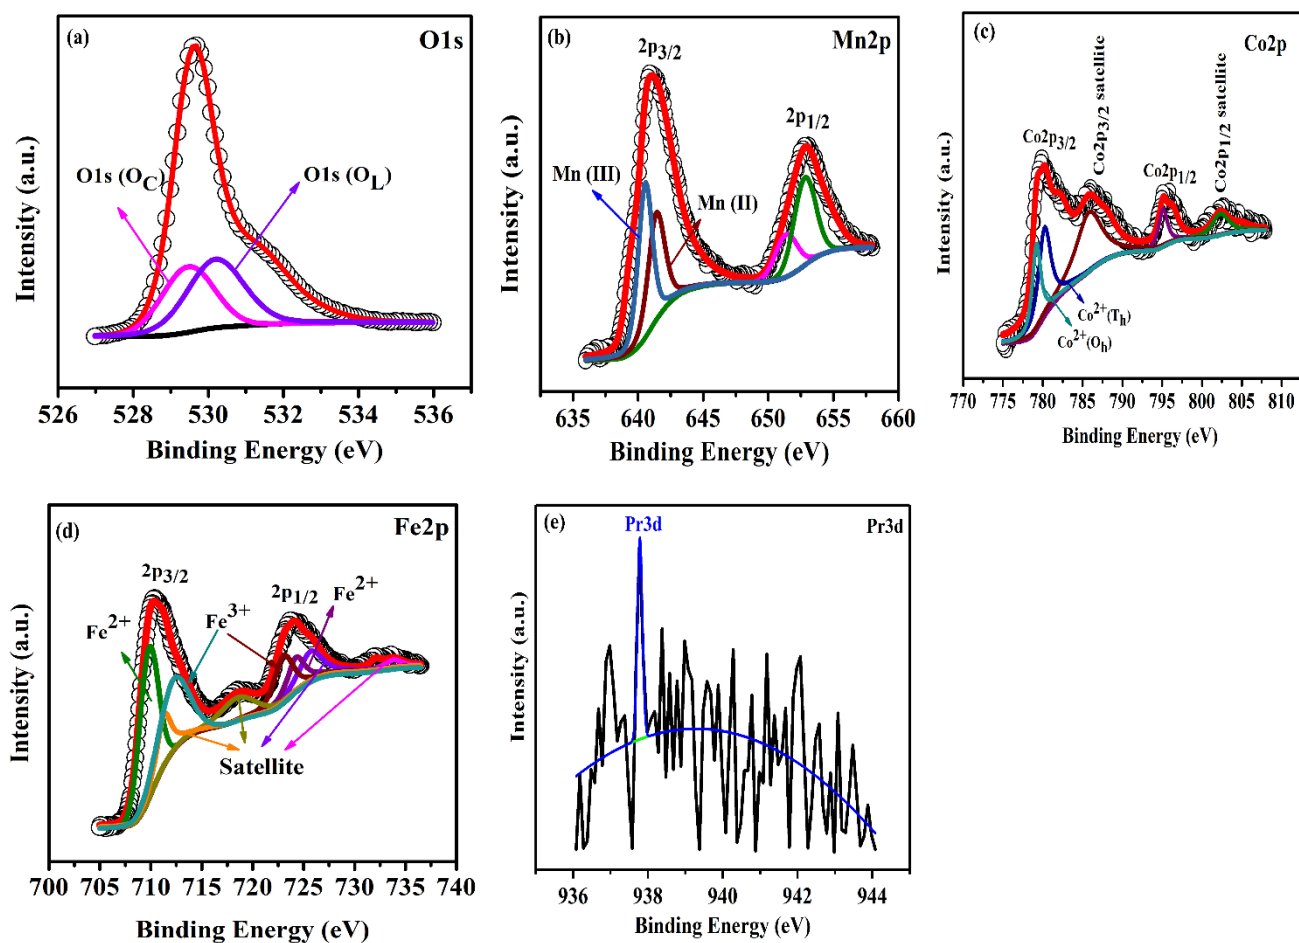 (a)
O1s
O1s (O_C)
O1s (O_L)
Intensity (a.u.)
526 528 530 532 534 536
Binding Energy (eV)
(b)
Mn2p
2p3/2
2p1/2
Mn (III)
Mn (II)
Intensity (a.u.)
635 640 645 650 655 660
Binding Energy (eV)
(c)
Co2p
Co2p3/2
Co2p3/2 satellite
Co2p1/2
Co2p1/2 satellite
Co2+(Th)
Co2+(Oh)
Intensity (a.u.)
770 775 780 785 790 795 800 805 810
Binding Energy (eV)
(d)
Fe2p
2p3/2
2p1/2
Fe2+
Fe3+
Fe2+
Satellite
Intensity (a.u.)
700 705 710 715 720 725 730 735 740
Binding Energy (eV)
(e)
Pr3d
Pr3d
Intensity (a.u.)
936 938 940 942 944
Binding Energy (eV)